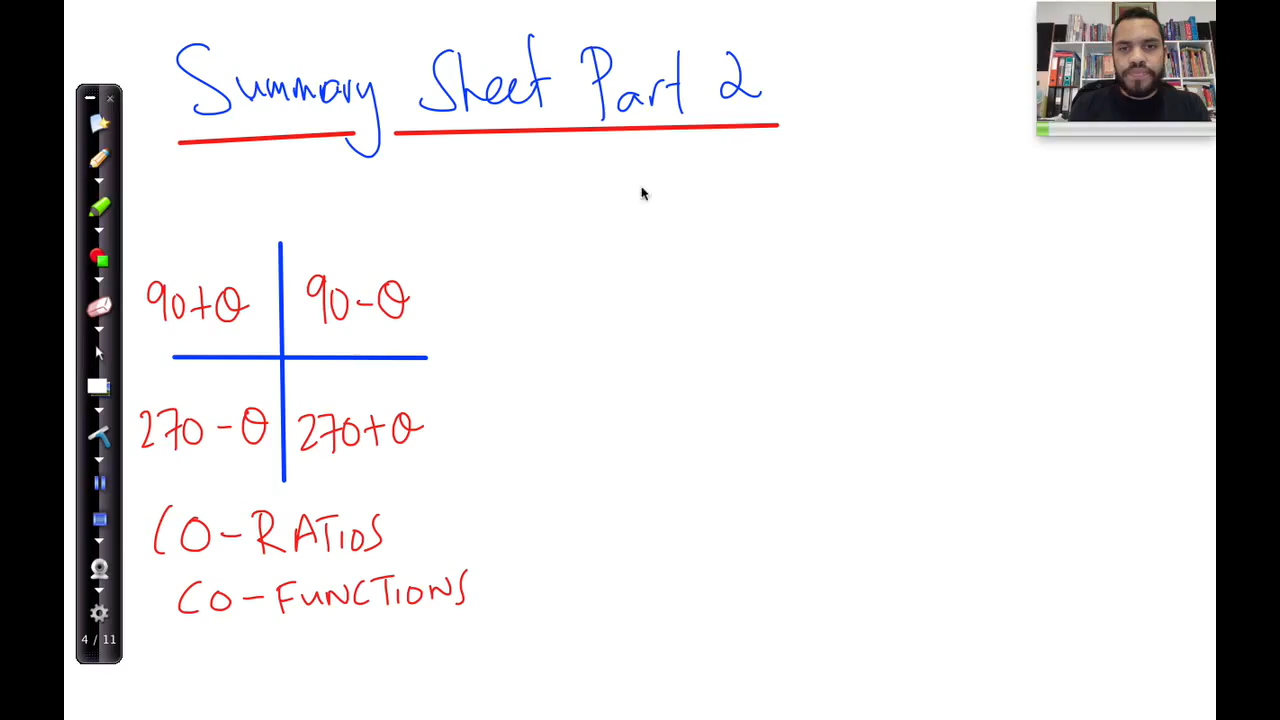 Summary Sheet Part 2
90+θ 90-θ
270-θ 270+θ
CO-RATIOS
CO-FUNCTIONS
4 / 11